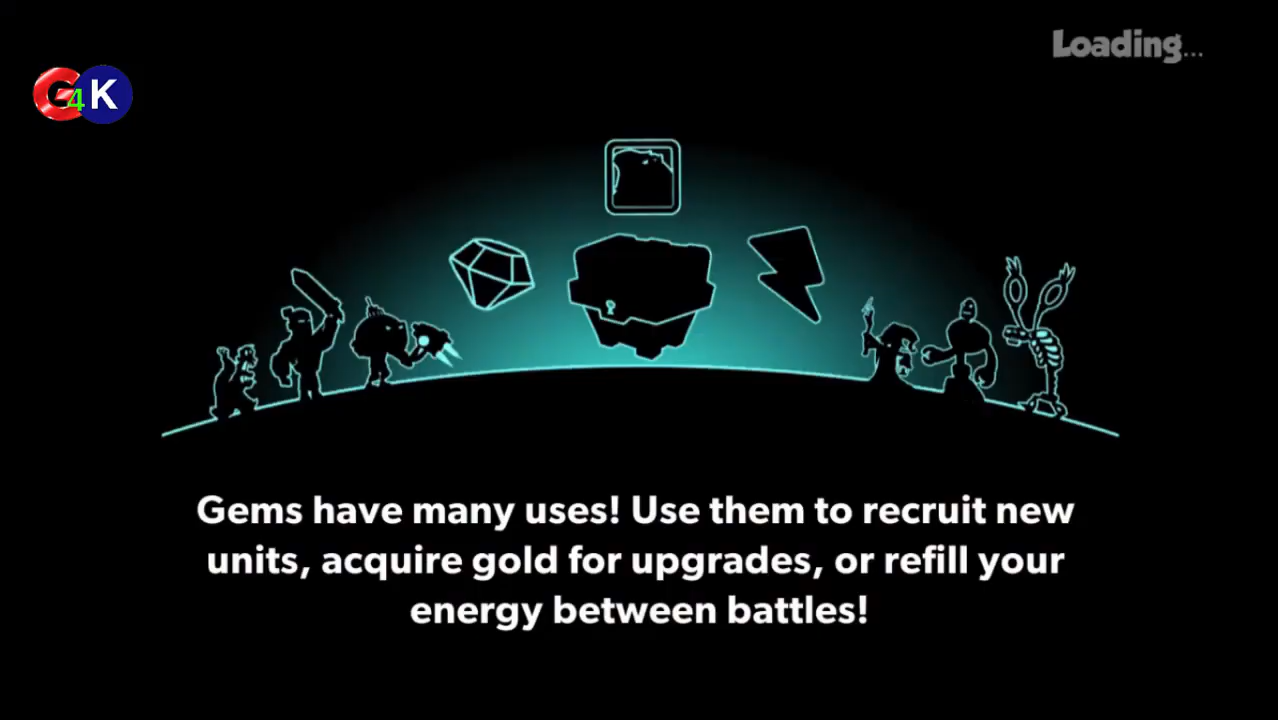 Loading...
G4K
Gems have many uses! Use them to recruit new
units, acquire gold for upgrades, or refill your
energy between battles!